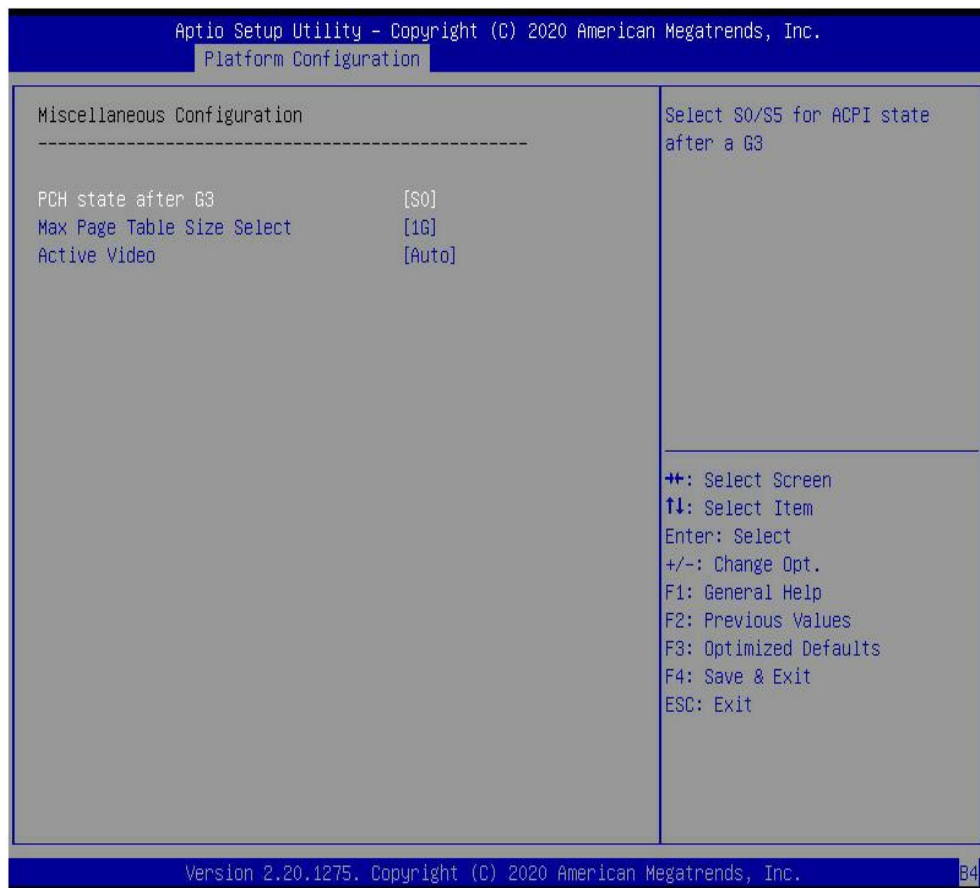 Aptio Setup Utility – Copyright (C) 2020 American Megatrends, Inc.
Platform Configuration
Miscellaneous Configuration
--------------------------------------------------
PCH state after G3 [S0]
Max Page Table Size Select [1G]
Active Video [Auto]
Select S0/S5 for ACPI state
after a G3
→←: Select Screen
↑↓: Select Item
Enter: Select
+/-: Change Opt.
F1: General Help
F2: Previous Values
F3: Optimized Defaults
F4: Save & Exit
ESC: Exit
Version 2.20.1275. Copyright (C) 2020 American Megatrends, Inc.
B4